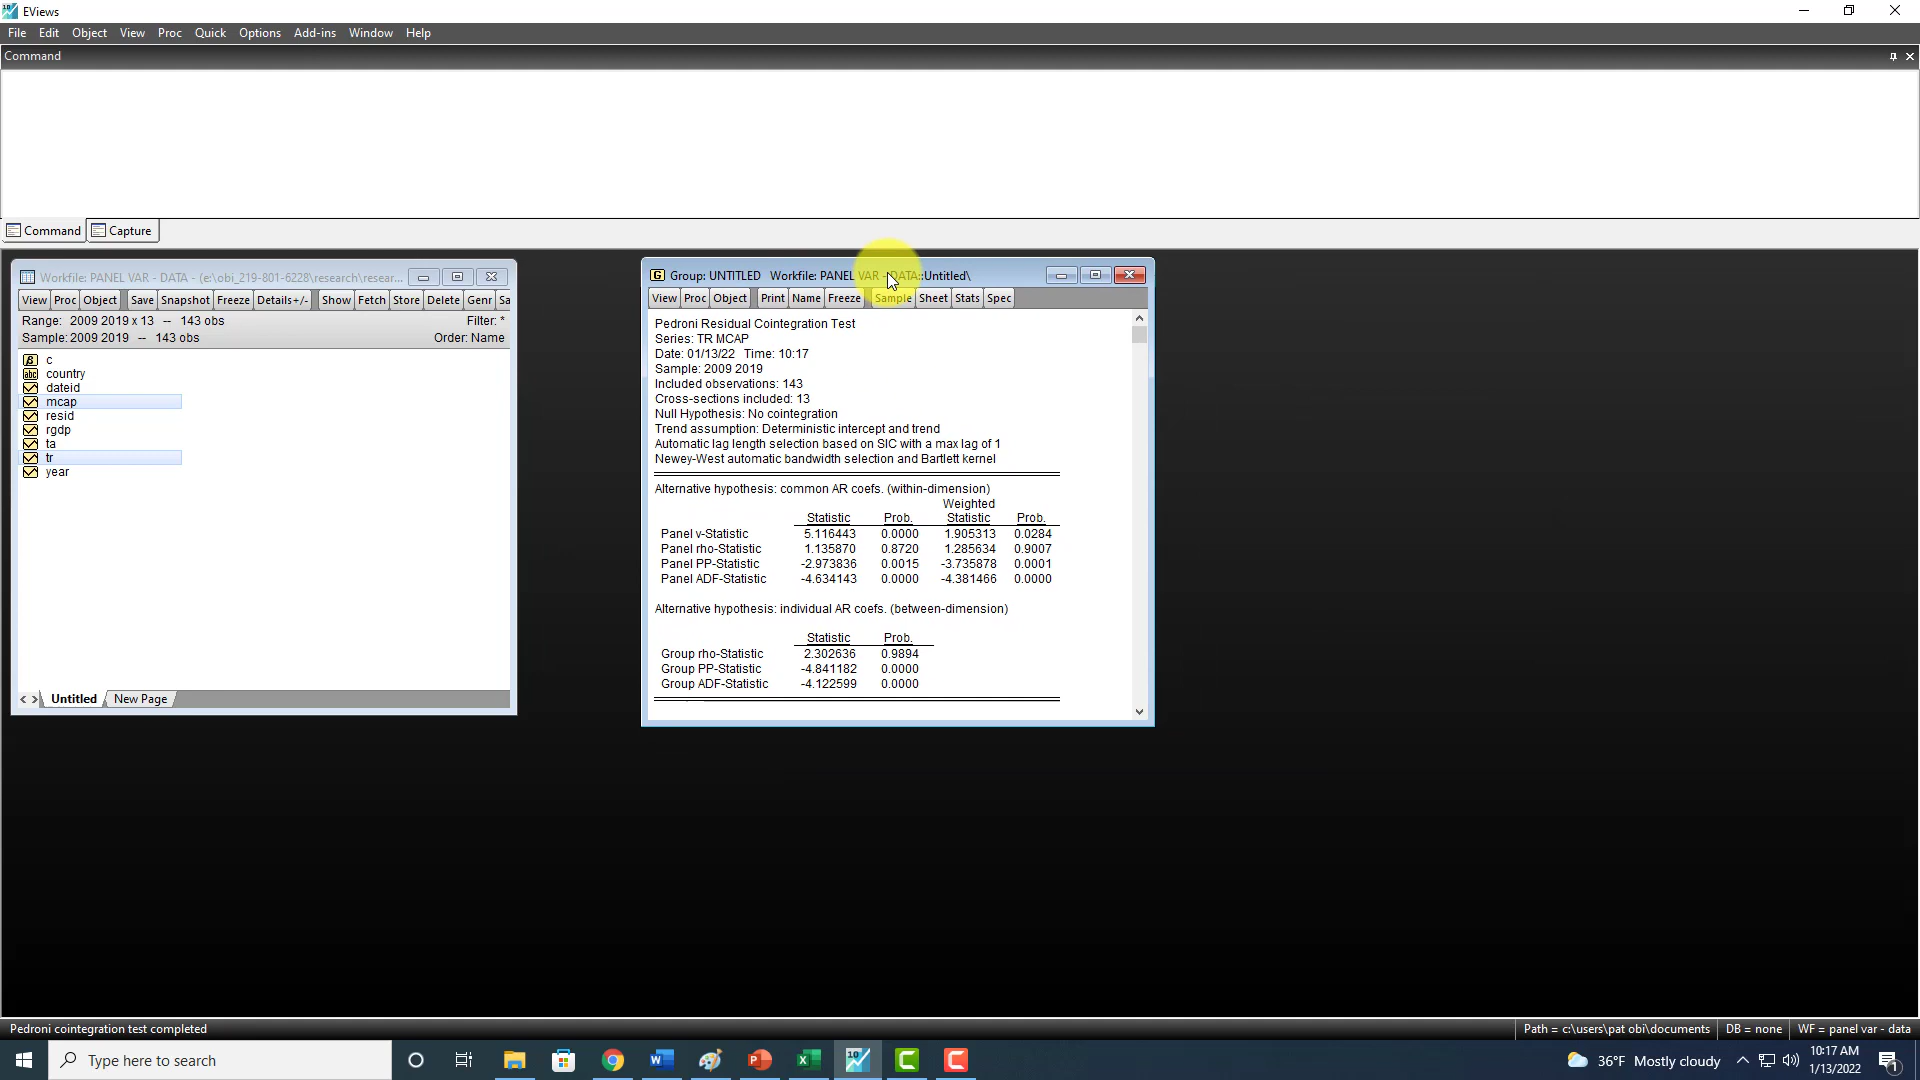 EViews
File Edit Object View Proc Quick Options Add-ins Window Help
Command
Command Capture
Workfile: PANEL VAR - DATA - (e:\obi_219-801-6228\research\resear...
View Proc Object Save Snapshot Freeze Details+/- Show Fetch Store Delete Genr Sa
Range: 2009 2019 x 13 -- 143 obs Filter: *
Sample: 2009 2019 -- 143 obs Order: Name
c
country
dateid
mcap
resid
rgdp
ta
tr
year
Untitled New Page
Group: UNTITLED Workfile: PANEL VAR - DATA::Untitled\
View Proc Object Print Name Freeze Sample Sheet Stats Spec
Pedroni Residual Cointegration Test
Series: TR MCAP
Date: 01/13/22 Time: 10:17
Sample: 2009 2019
Included observations: 143
Cross-sections included: 13
Null Hypothesis: No cointegration
Trend assumption: Deterministic intercept and trend
Automatic lag length selection based on SIC with a max lag of 1
Newey-West automatic bandwidth selection and Bartlett kernel
Alternative hypothesis: common AR coefs. (within-dimension)
Weighted
Statistic Prob. Statistic Prob.
Panel v-Statistic 5.116443 0.0000 1.905313 0.0284
Panel rho-Statistic 1.135870 0.8720 1.285634 0.9007
Panel PP-Statistic -2.973836 0.0015 -3.735878 0.0001
Panel ADF-Statistic -4.634143 0.0000 -4.381466 0.0000
Alternative hypothesis: individual AR coefs. (between-dimension)
Statistic Prob.
Group rho-Statistic 2.302636 0.9894
Group PP-Statistic -4.841182 0.0000
Group ADF-Statistic -4.122599 0.0000
Pedroni cointegration test completed Path = c:\users\pat obi\documents DB = none WF = panel var - data
Type here to search 36°F Mostly cloudy 10:17 AM
1/13/2022